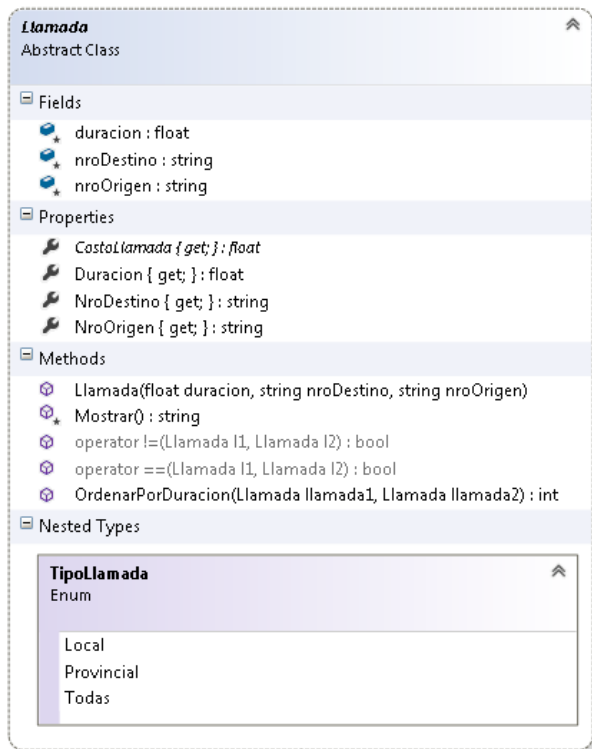 Llamada
Abstract Class
Fields
duracion : float
nroDestino : string
nroOrigen : string
Properties
CostoLlamada { get; } : float
Duracion { get; } : float
NroDestino { get; } : string
NroOrigen { get; } : string
Methods
Llamada(float duracion, string nroDestino, string nroOrigen)
Mostrar() : string
operator !=(Llamada l1, Llamada l2) : bool
operator ==(Llamada l1, Llamada l2) : bool
OrdenarPorDuracion(Llamada llamada1, Llamada llamada2) : int
Nested Types
TipoLlamada
Enum
Local
Provincial
Todas